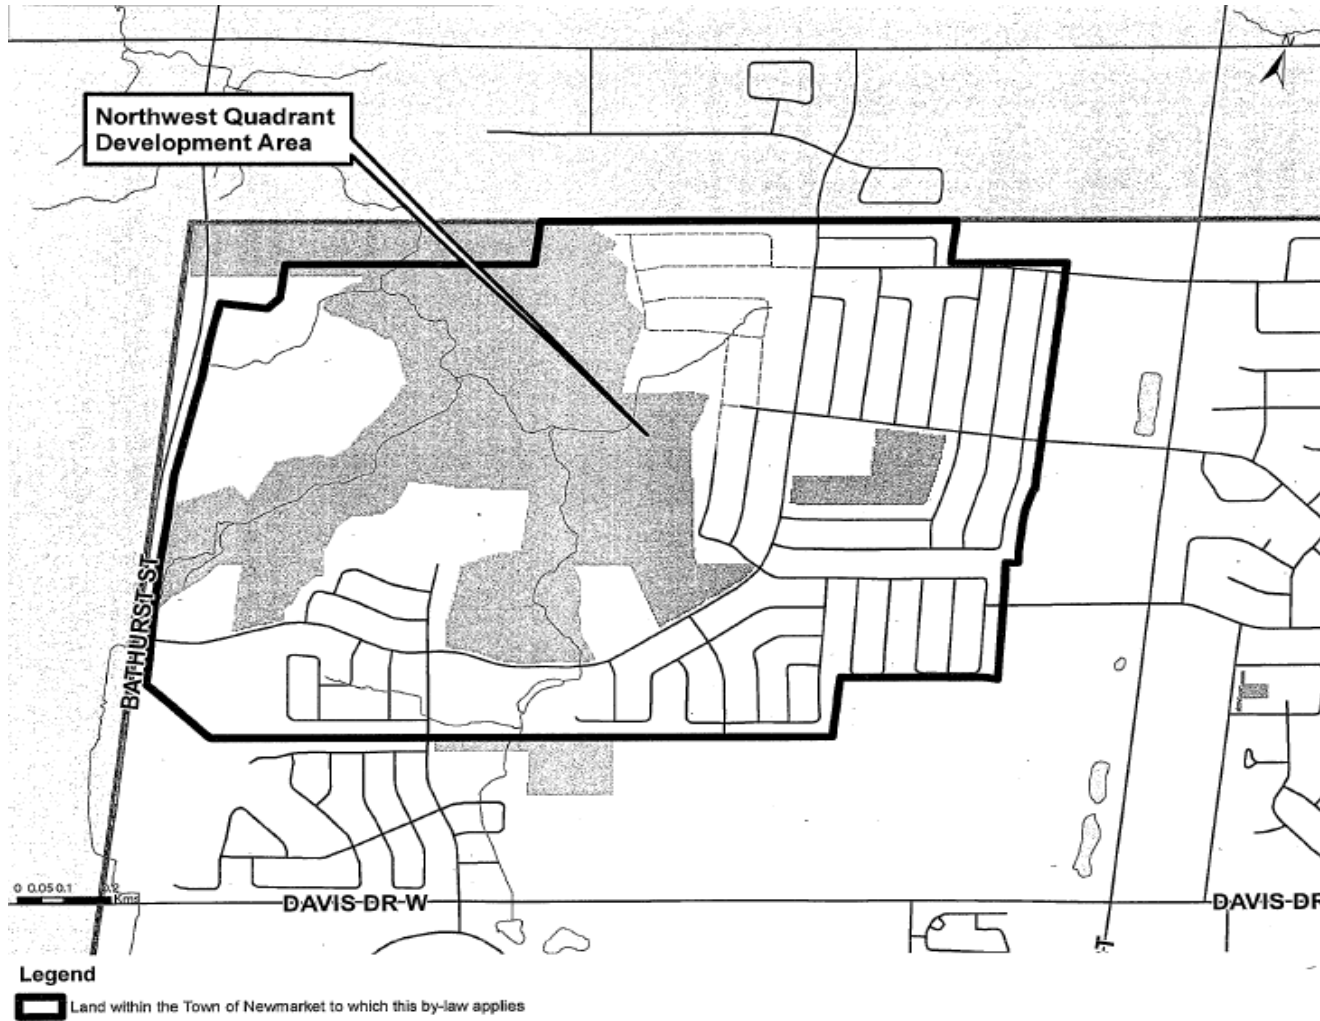 N
Northwest Quadrant
Development Area
BATHURST ST
0 0.05 0.1 0.2
Kms
DAVIS DR W
DAVIS DR
Legend
Land within the Town of Newmarket to which this by-law applies